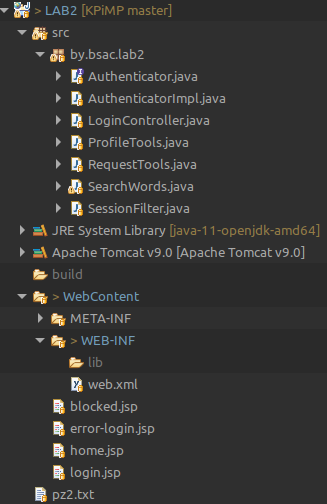 > LAB2 [KPiMP master]
src
by.bsac.lab2
Authenticator.java
AuthenticatorImpl.java
LoginController.java
ProfileTools.java
RequestTools.java
SearchWords.java
SessionFilter.java
JRE System Library [java-11-openjdk-amd64]
Apache Tomcat v9.0 [Apache Tomcat v9.0]
build
> WebContent
META-INF
> WEB-INF
lib
web.xml
blocked.jsp
error-login.jsp
home.jsp
login.jsp
pz2.txt